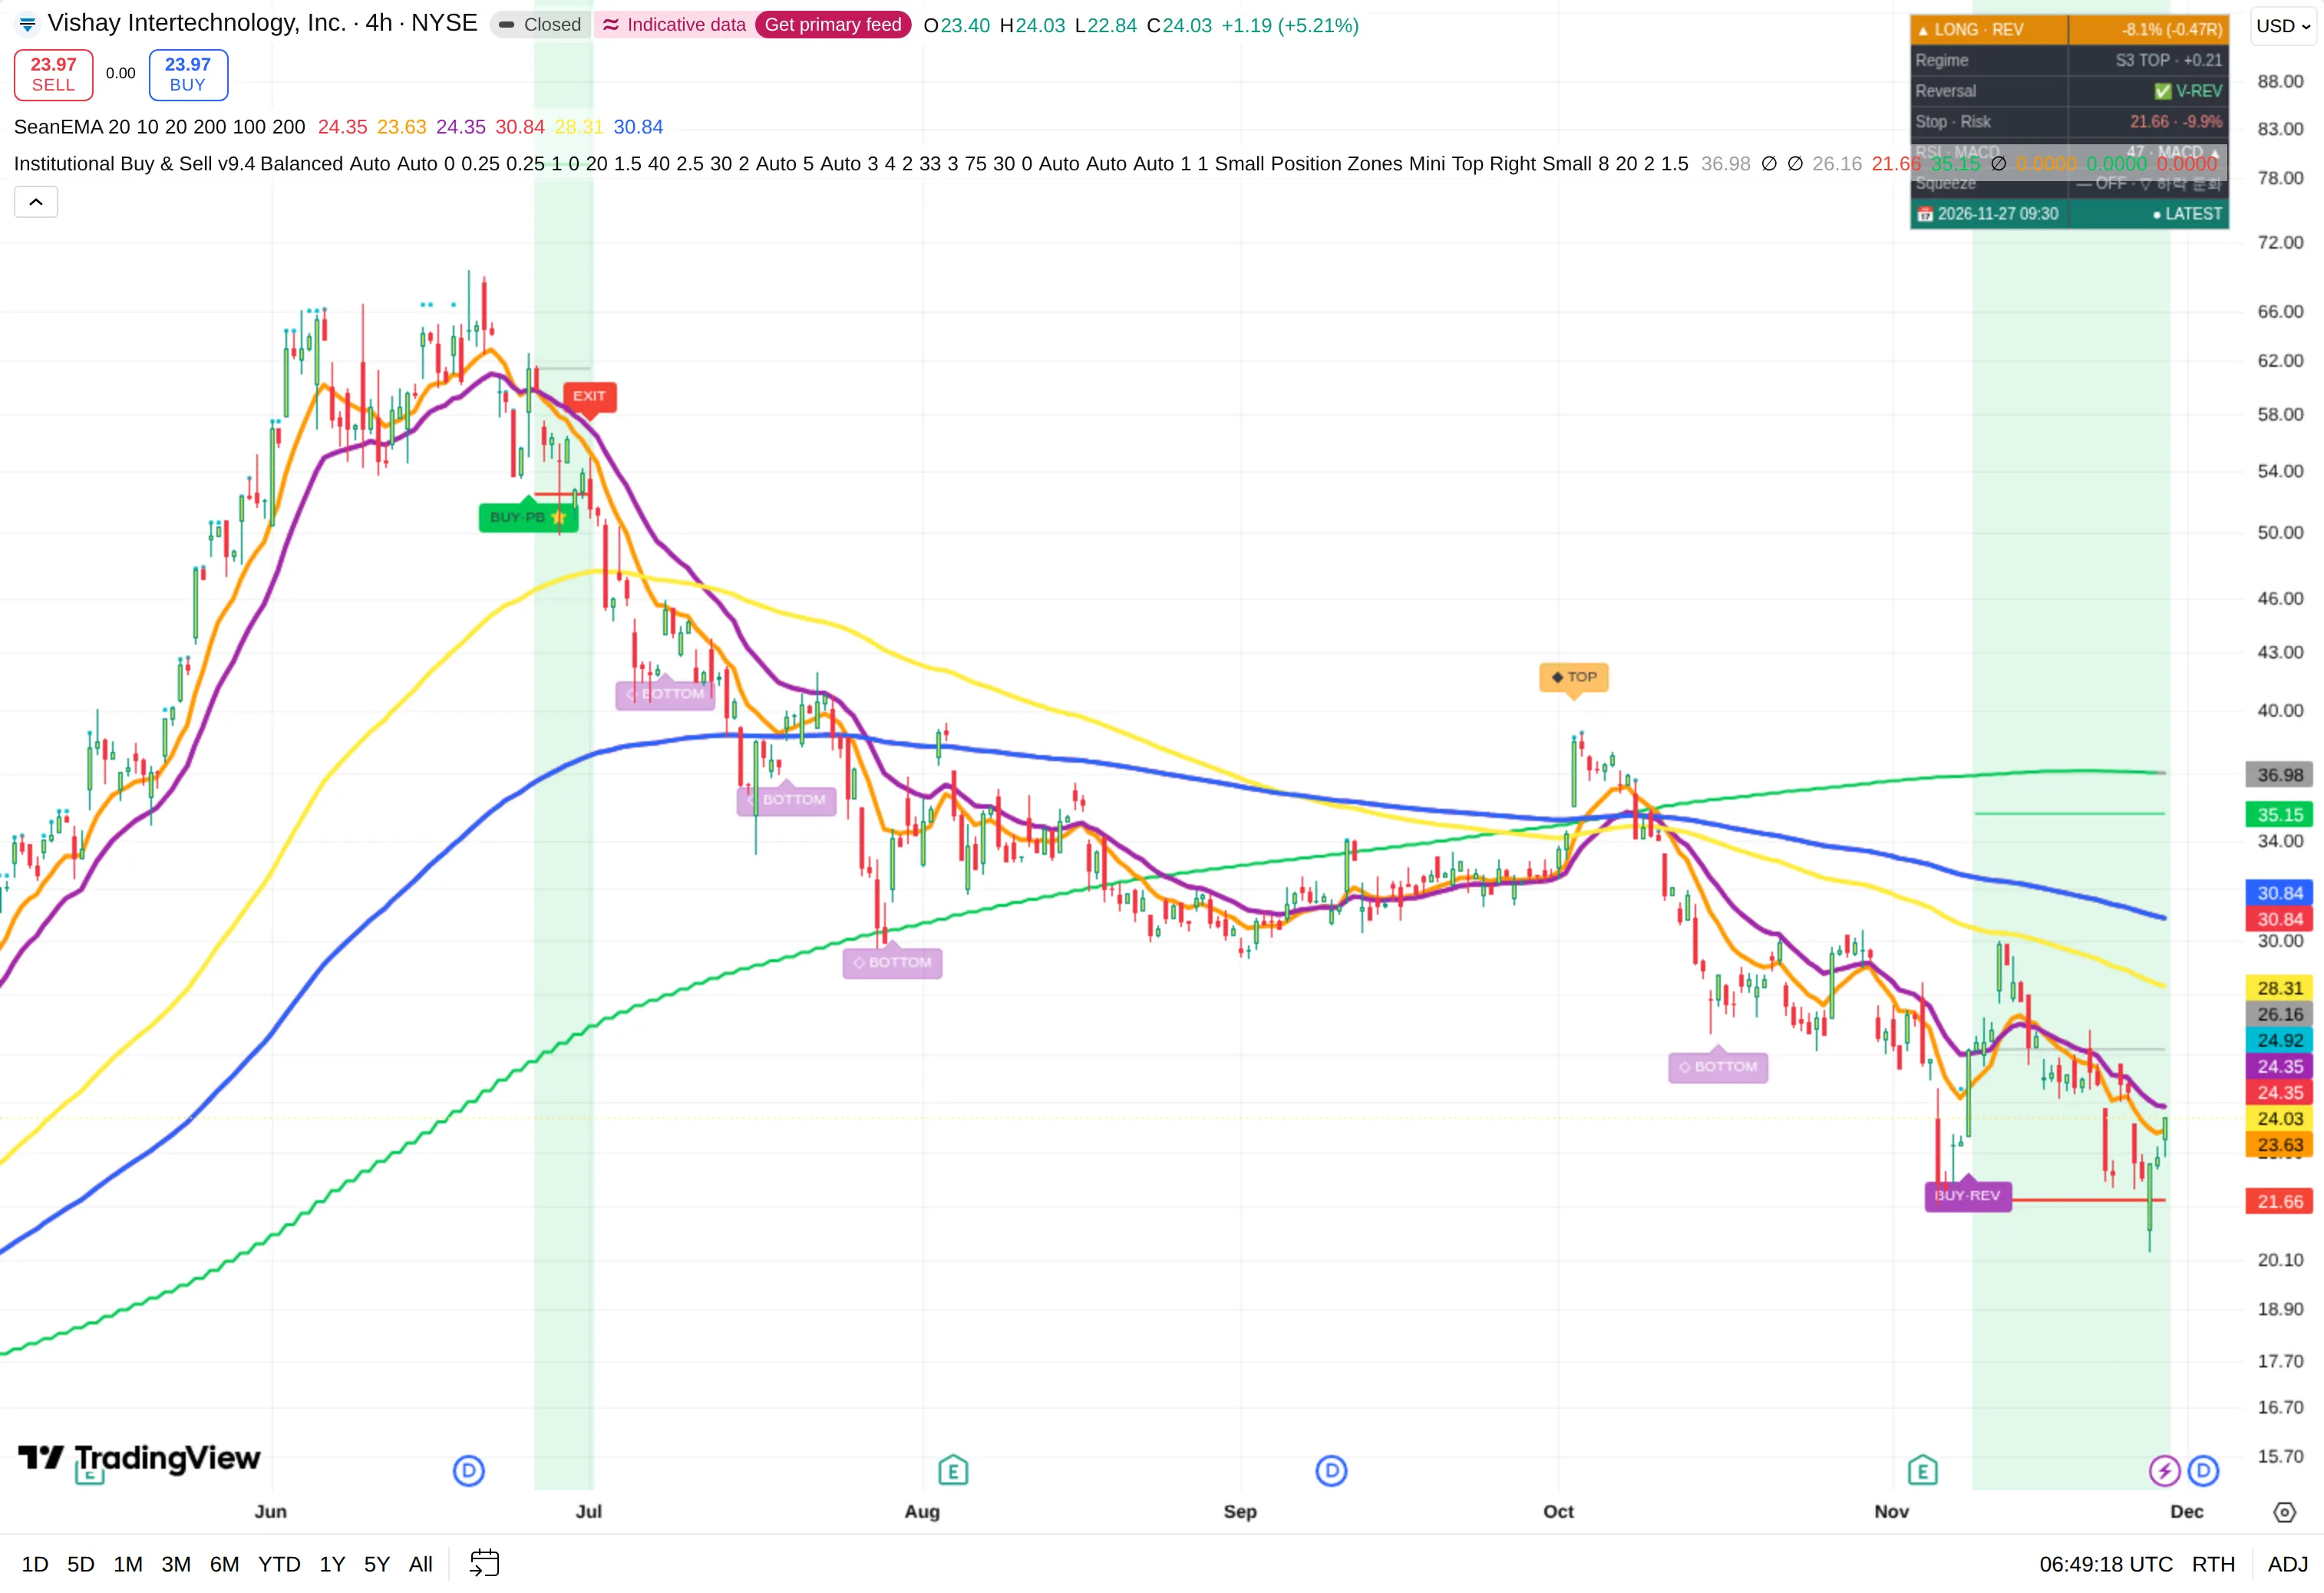 Vishay Intertechnology, Inc. · 4h · NYSE Closed Indicative data Get primary feed O23.40 H24.03 L22.84 C24.03 +1.19 (+5.21%)
23.97 SELL 0.00 23.97 BUY
SeanEMA 20 10 20 200 100 200 24.35 23.63 24.35 30.84 28.31 30.84
Institutional Buy & Sell v9.4 Balanced Auto Auto 0 0.25 0.25 1 0 20 1.5 40 2.5 30 2 Auto 5 Auto 3 4 2 33 3 75 30 0 Auto Auto Auto 1 1 Small Position Zones Mini Top Right Small 8 20 2 1.5 36.98 ∅ ∅ 26.16 21.66 35.15 ∅ 0.0000 0.0000 0.0000
▲ LONG · REV -8.1% (-0.47R)
Regime S3 TOP · +0.21
Reversal ✅ V-REV
Stop · Risk 21.66 · -9.9%
RSI · MACD 47 · MACD ▲
Squeeze — OFF · ▽ 하락 둔화
📅 2026-11-27 09:30 ● LATEST
USD
88.00
83.00
78.00
72.00
66.00
62.00
58.00
54.00
50.00
46.00
43.00
40.00
36.98
35.15
34.00
30.84
30.84
30.00
28.31
26.16
24.92
24.35
24.35
24.03
23.63
21.66
20.10
18.90
17.70
16.70
15.70
EXIT
BUY·PB ⭐
◇ BOTTOM
◇ BOTTOM
◇ BOTTOM
◆ TOP
◇ BOTTOM
BUY·REV
TradingView
E D E D E D
Jun Jul Aug Sep Oct Nov Dec
1D 5D 1M 3M 6M YTD 1Y 5Y All 06:49:18 UTC RTH ADJ